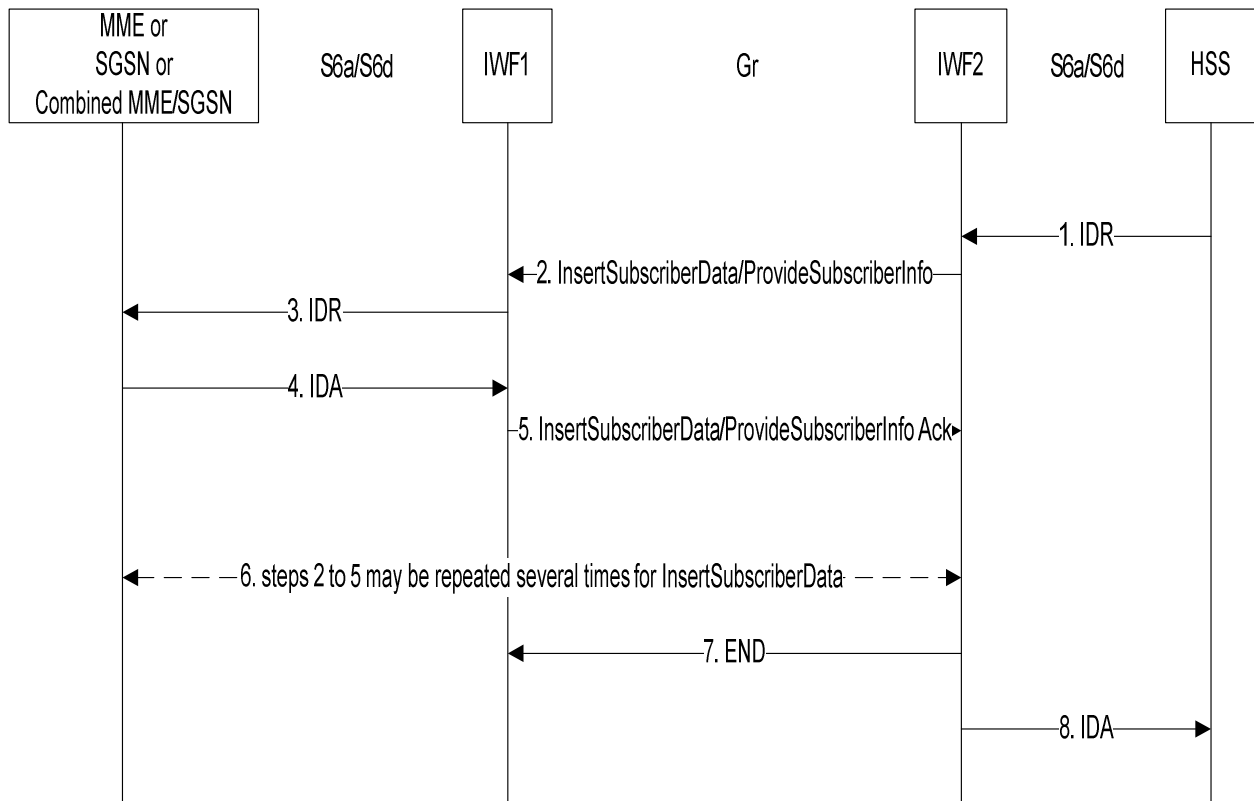 MME or
SGSN or
Combined MME/SGSN
S6a/S6d
IWF1
Gr
IWF2
S6a/S6d
HSS
1. IDR
2. InsertSubscriberData/ProvideSubscriberInfo
3. IDR
4. IDA
5. InsertSubscriberData/ProvideSubscriberInfo Ack
6. steps 2 to 5 may be repeated several times for InsertSubscriberData
7. END
8. IDA